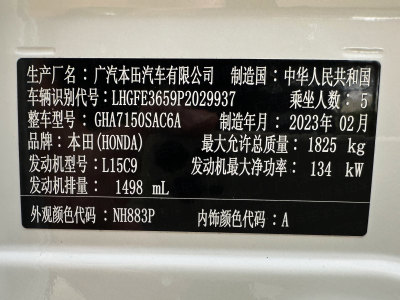 生产厂名：广汽本田汽车有限公司 制造国：中华人民共和国
车辆识别代号：LHGFE3659P2029937 乘坐人数：5
整车型号：GHA7150SAC6A 制造年月：2023年02月
品牌：本田(HONDA) 最大允许总质量：1825 kg
发动机型号：L15C9 发动机最大净功率：134 kW
发动机排量：1498 mL
外观颜色代码：NH883P 内饰颜色代码：A